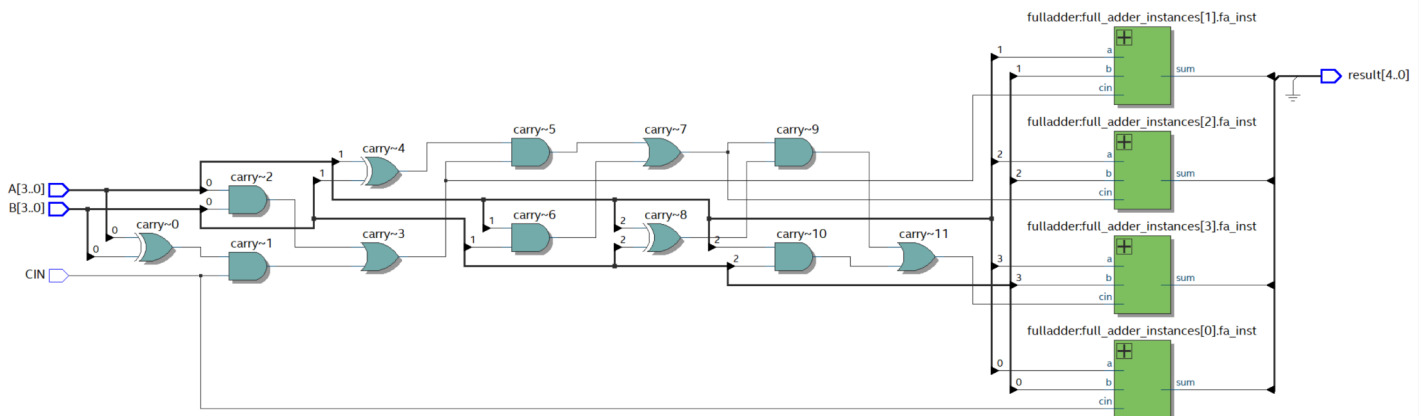 fulladder:full_adder_instances[1].fa_inst
1
a
1
b
sum
result[4..0]
cin
fulladder:full_adder_instances[2].fa_inst
carry~5
carry~7
carry~9
carry~4
1
2
a
1
2
b
sum
carry~2
0
A[3..0]
cin
0
B[3..0]
carry~6
carry~8
1
2
carry~0
0
fulladder:full_adder_instances[3].fa_inst
carry~3
carry~10
carry~11
1
2
2
0
carry~1
3
a
2
CIN
3
b
sum
cin
fulladder:full_adder_instances[0].fa_inst
0
a
0
b
sum
cin